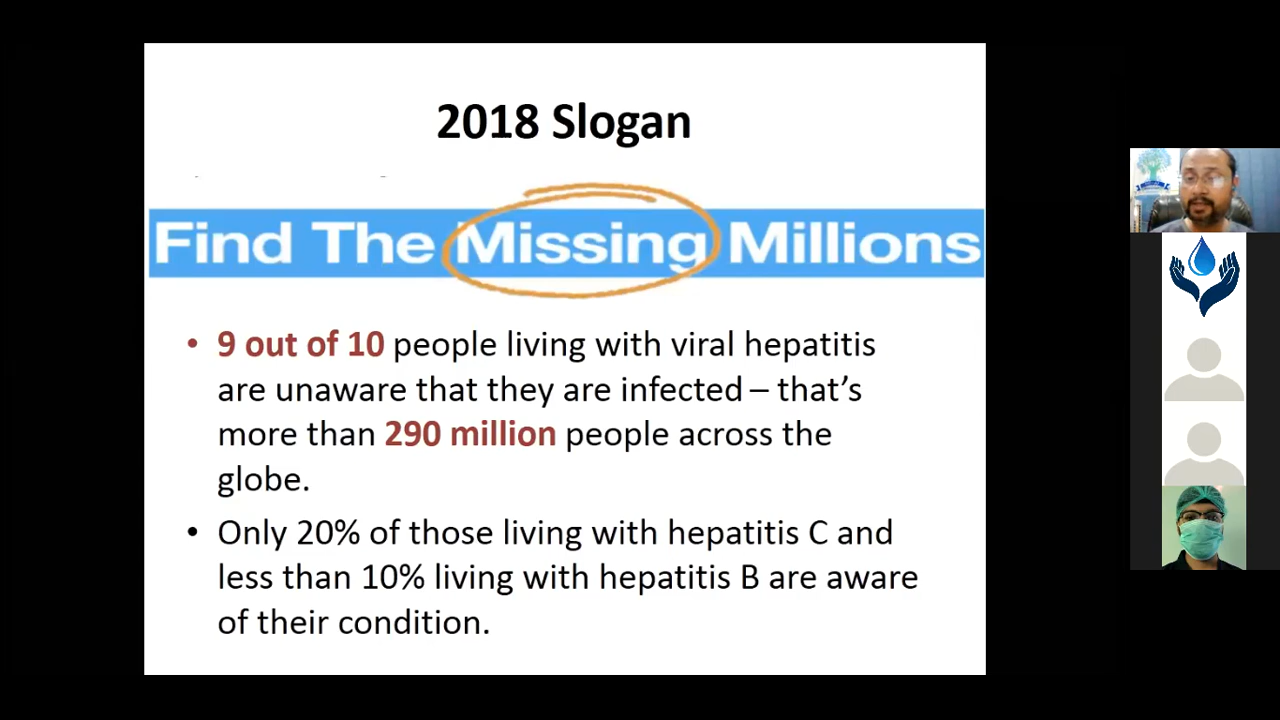 2018 Slogan
Find The Missing Millions
• 9 out of 10 people living with viral hepatitis
are unaware that they are infected – that’s
more than 290 million people across the
globe.
• Only 20% of those living with hepatitis C and
less than 10% living with hepatitis B are aware
of their condition.